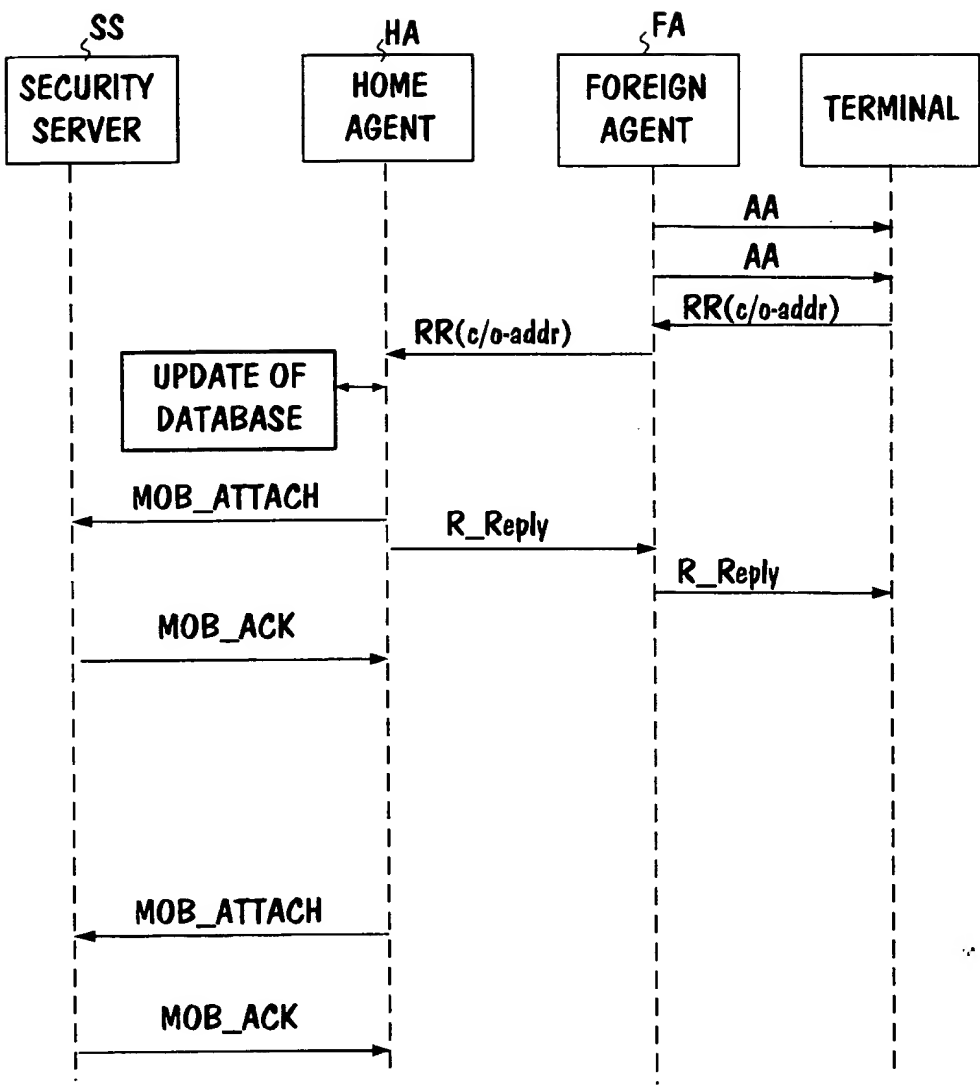 SS
HA
FA
SECURITY
SERVER
HOME
AGENT
FOREIGN
AGENT
TERMINAL
AA
AA
RR(c/o-addr)
RR(c/o-addr)
UPDATE OF
DATABASE
MOB_ATTACH
R_Reply
R_Reply
MOB_ACK
MOB_ATTACH
MOB_ACK